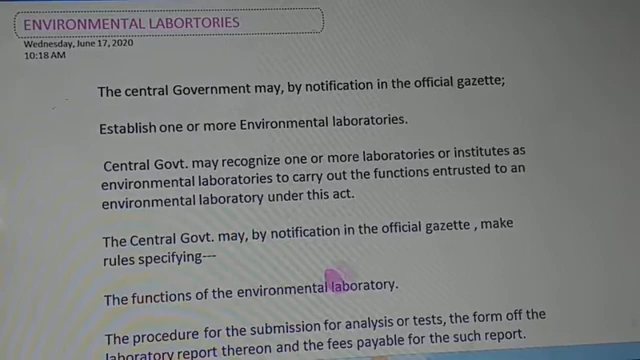 ENVIRONMENTAL LABORTORIES
Wednesday, June 17, 2020
10:18 AM
The central Government may, by notification in the official gazette;
Establish one or more Environmental laboratories.
Central Govt. may recognize one or more laboratories or institutes as
environmental laboratories to carry out the functions entrusted to an
environmental laboratory under this act.
The Central Govt. may, by notification in the official gazette , make
rules specifying---
The functions of the environmental laboratory.
The procedure for the submission for analysis or tests, the form off the
laboratory report thereon and the fees payable for the such report.